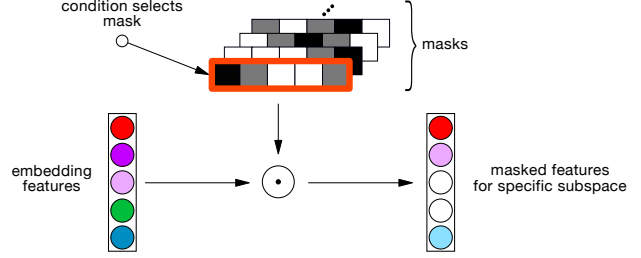 condition selects
mask
masks
embedding
features
masked features
for specific subspace